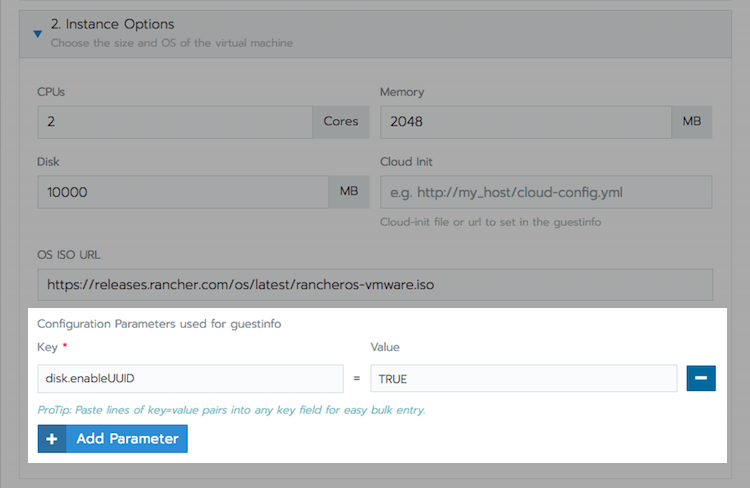 2. Instance Options
Choose the size and OS of the virtual machine
CPUs Memory
2 Cores 2048 MB
Disk Cloud Init
10000 MB e.g. http://my_host/cloud-config.yml
Cloud-init file or url to set in the guestinfo
OS ISO URL
https://releases.rancher.com/os/latest/rancheros-vmware.iso
Configuration Parameters used for guestinfo
Key * Value
disk.enableUUID = TRUE
ProTip: Paste lines of key=value pairs into any key field for easy bulk entry.
+ Add Parameter